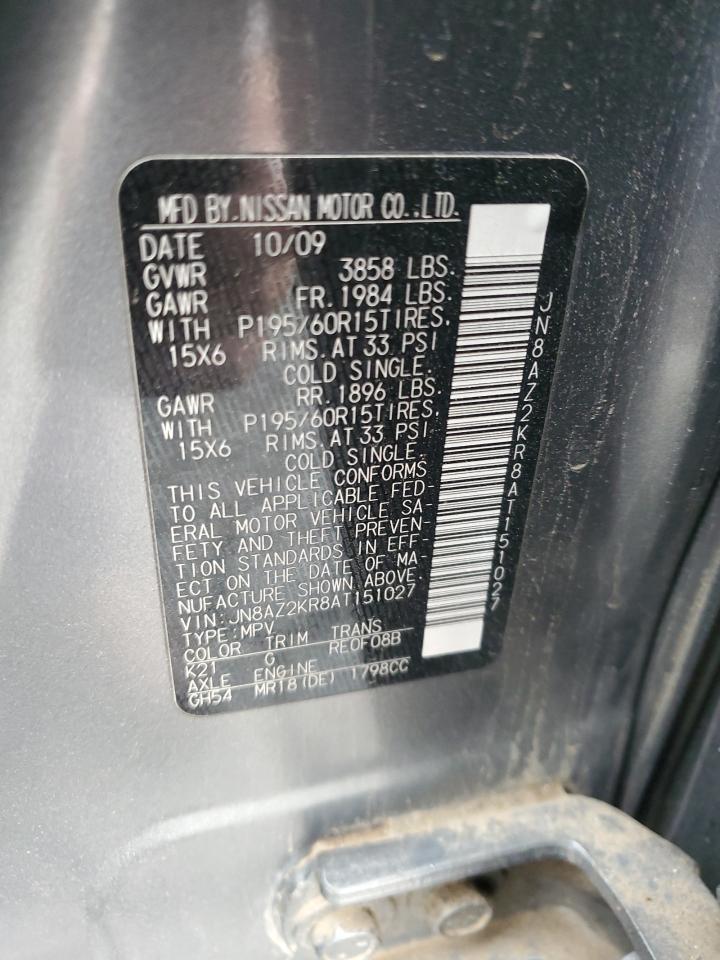 MFD BY.NISSAN MOTOR CO.,LTD.
DATE 10/09
GVWR 3858 LBS.
GAWR FR. 1984 LBS.
WITH P195/60R15TIRES.
15X6 RIMS. AT 33 PSI
COLD SINGLE.
GAWR RR. 1896 LBS.
WITH P195/60R15TIRES.
15X6 RIMS. AT 33 PSI
COLD SINGLE.
THIS VEHICLE CONFORMS
TO ALL APPLICABLE FED
ERAL MOTOR VEHICLE SA
FETY AND THEFT PREVEN-
TION STANDARDS IN EFF-
ECT ON THE DATE OF MA
NUFACTURE SHOWN ABOVE.
VIN:JN8AZ2KR8AT151027
TYPE:MPV
COLOR TRIM TRANS
K21 G RE0F08B
AXLE ENGINE
GH54 MR18(DE) 1798CC
JN8AZ2KR8AT151027